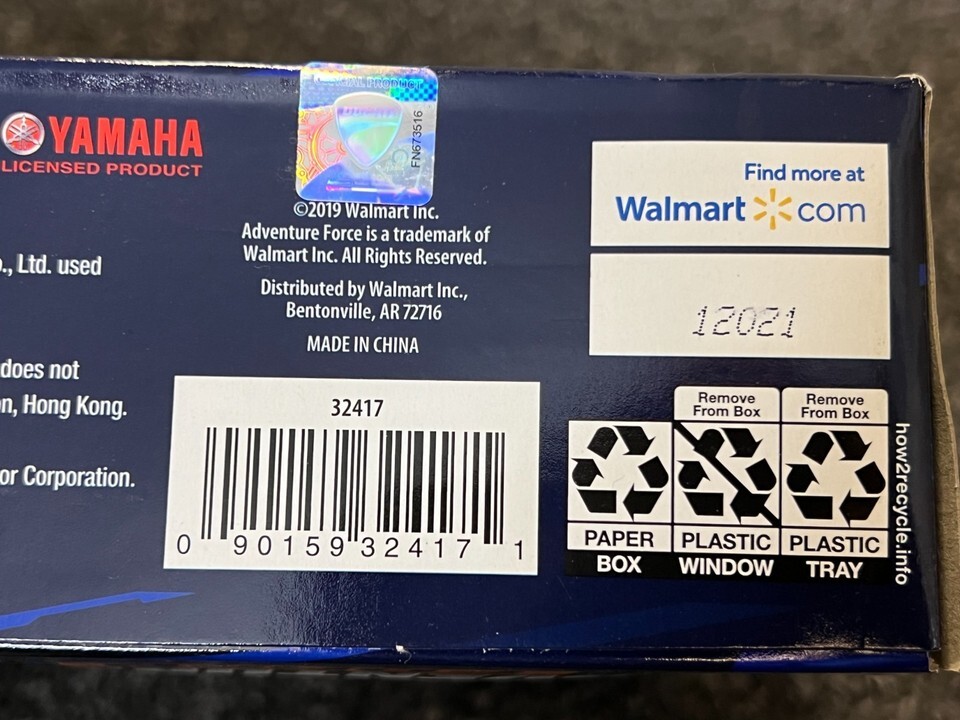 YAMAHA
LICENSED PRODUCT
., Ltd. used
does not
n, Hong Kong.
or Corporation.
PRODUCT
FN673516
©2019 Walmart Inc.
Adventure Force is a trademark of
Walmart Inc. All Rights Reserved.
Distributed by Walmart Inc.,
Bentonville, AR 72716
MADE IN CHINA
32417
0 90159 32417 1
Find more at
Walmart com
12021
Remove
From Box
Remove
From Box
PAPER
BOX
PLASTIC
WINDOW
PLASTIC
TRAY
how2recycle.info